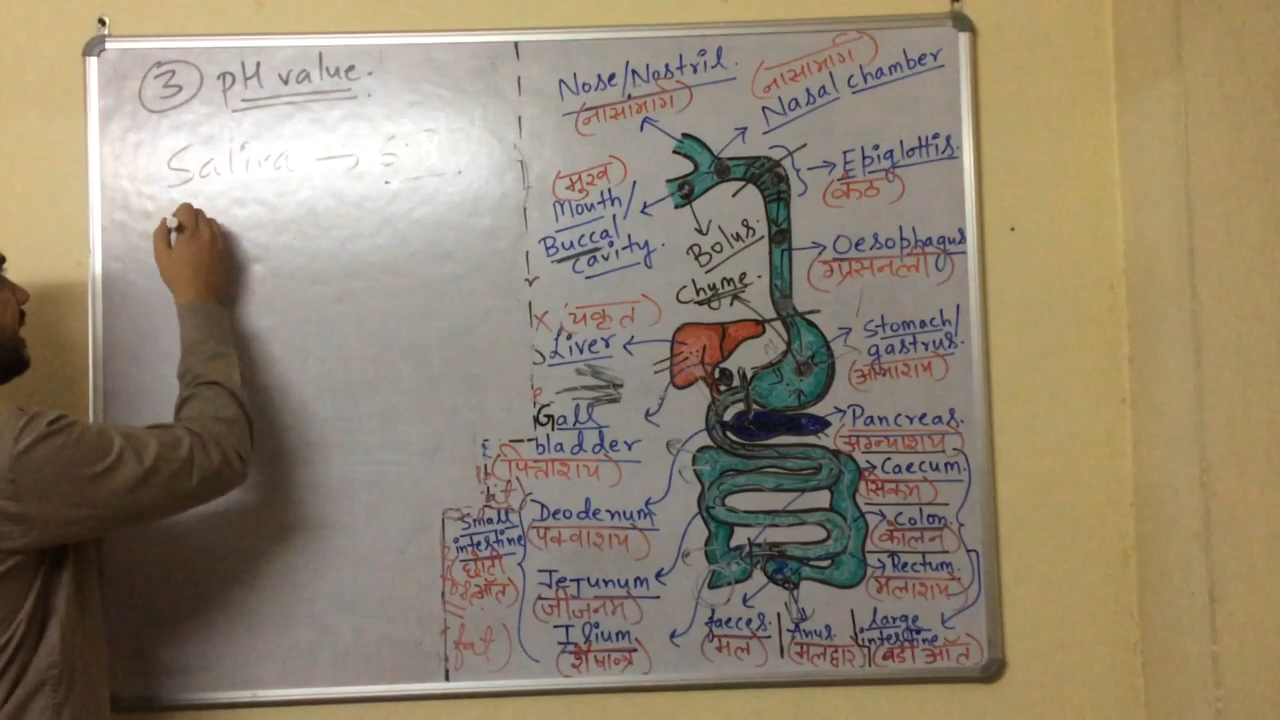 3 pH value.
Saliva →
Nose/Nostril.
(नासामार्ग)
(नासामार्ग)
Nasal chamber
(मुख)
Mouth/
Buccal
cavity.
Bolus.
Chyme.
Epiglottis.
(कंठ)
Oesophagus
(ग्रसनली)
(यकृत)
Liver
Stomach/
gastrus.
(आमाशय)
Gall
bladder
(पित्ताशय)
Pancreas.
(अग्न्याशय)
Caecum.
(सिकम)
Colon.
(कोलन)
Rectum.
(मलाशय)
Small
intestine
(छोटी
आँत)
Deodenum
(पक्वाशय)
Jejunum
(जीजनम)
Ilium
(शेषान्त्र)
faeces.
(मल)
Anus.
(मलद्वार)
large
intestine
(बडी आँत)